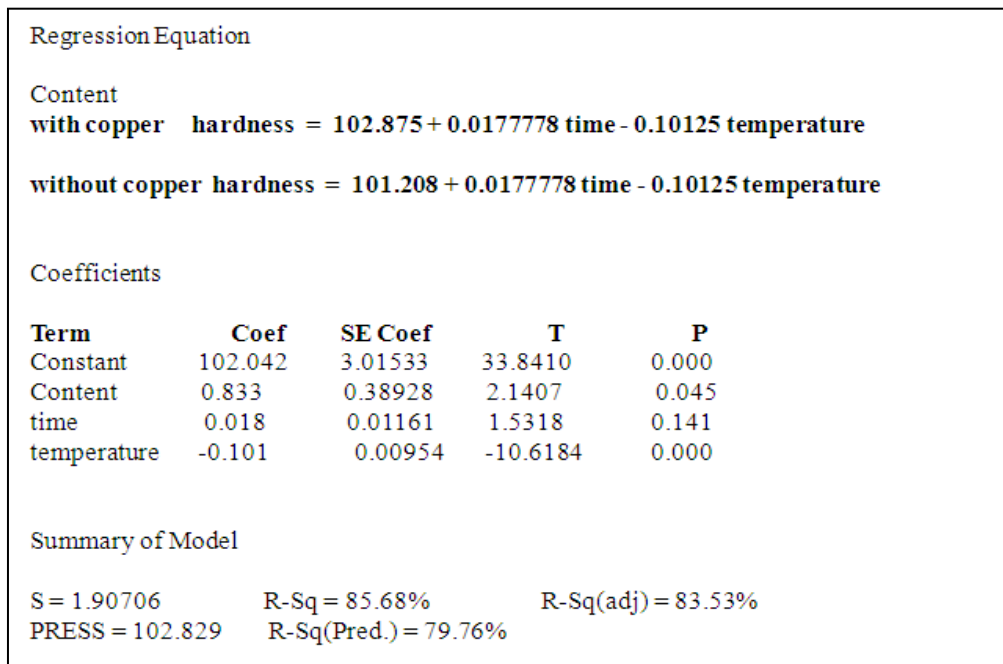 Regression Equation
Content
with copper hardness = 102.875 + 0.0177778 time - 0.10125 temperature
without copper hardness = 101.208 + 0.0177778 time - 0.10125 temperature
Coefficients
Term Coef SE Coef T P
Constant 102.042 3.01533 33.8410 0.000
Content 0.833 0.38928 2.1407 0.045
time 0.018 0.01161 1.5318 0.141
temperature -0.101 0.00954 -10.6184 0.000
Summary of Model
S = 1.90706 R-Sq = 85.68% R-Sq(adj) = 83.53%
PRESS = 102.829 R-Sq(Pred.) = 79.76%